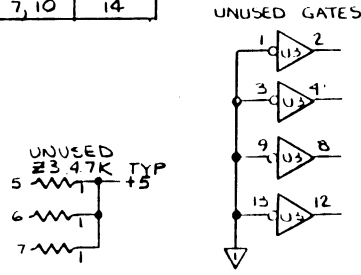 7, 10 14
UNUSED GATES
1 U3 2
3 U3 4
9 U3 8
13 U3 12
1
UNUSED
Z3 4.7K TYP
5 1 +5
6 1
7 1